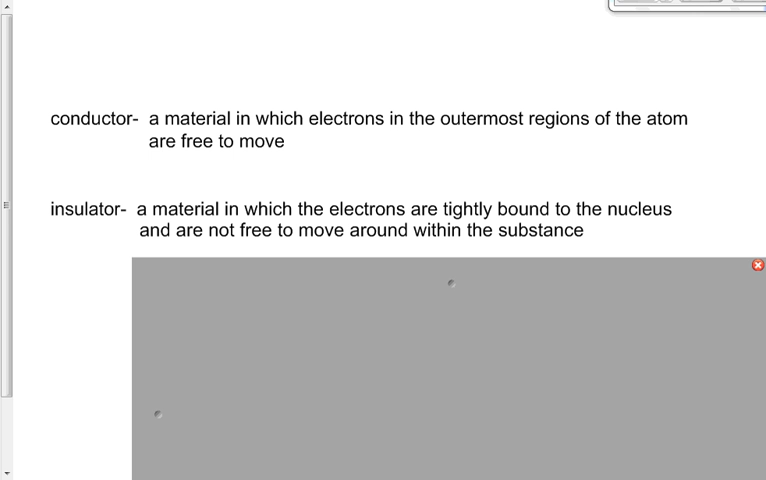 conductor- a material in which electrons in the outermost regions of the atom
are free to move
insulator- a material in which the electrons are tightly bound to the nucleus
and are not free to move around within the substance